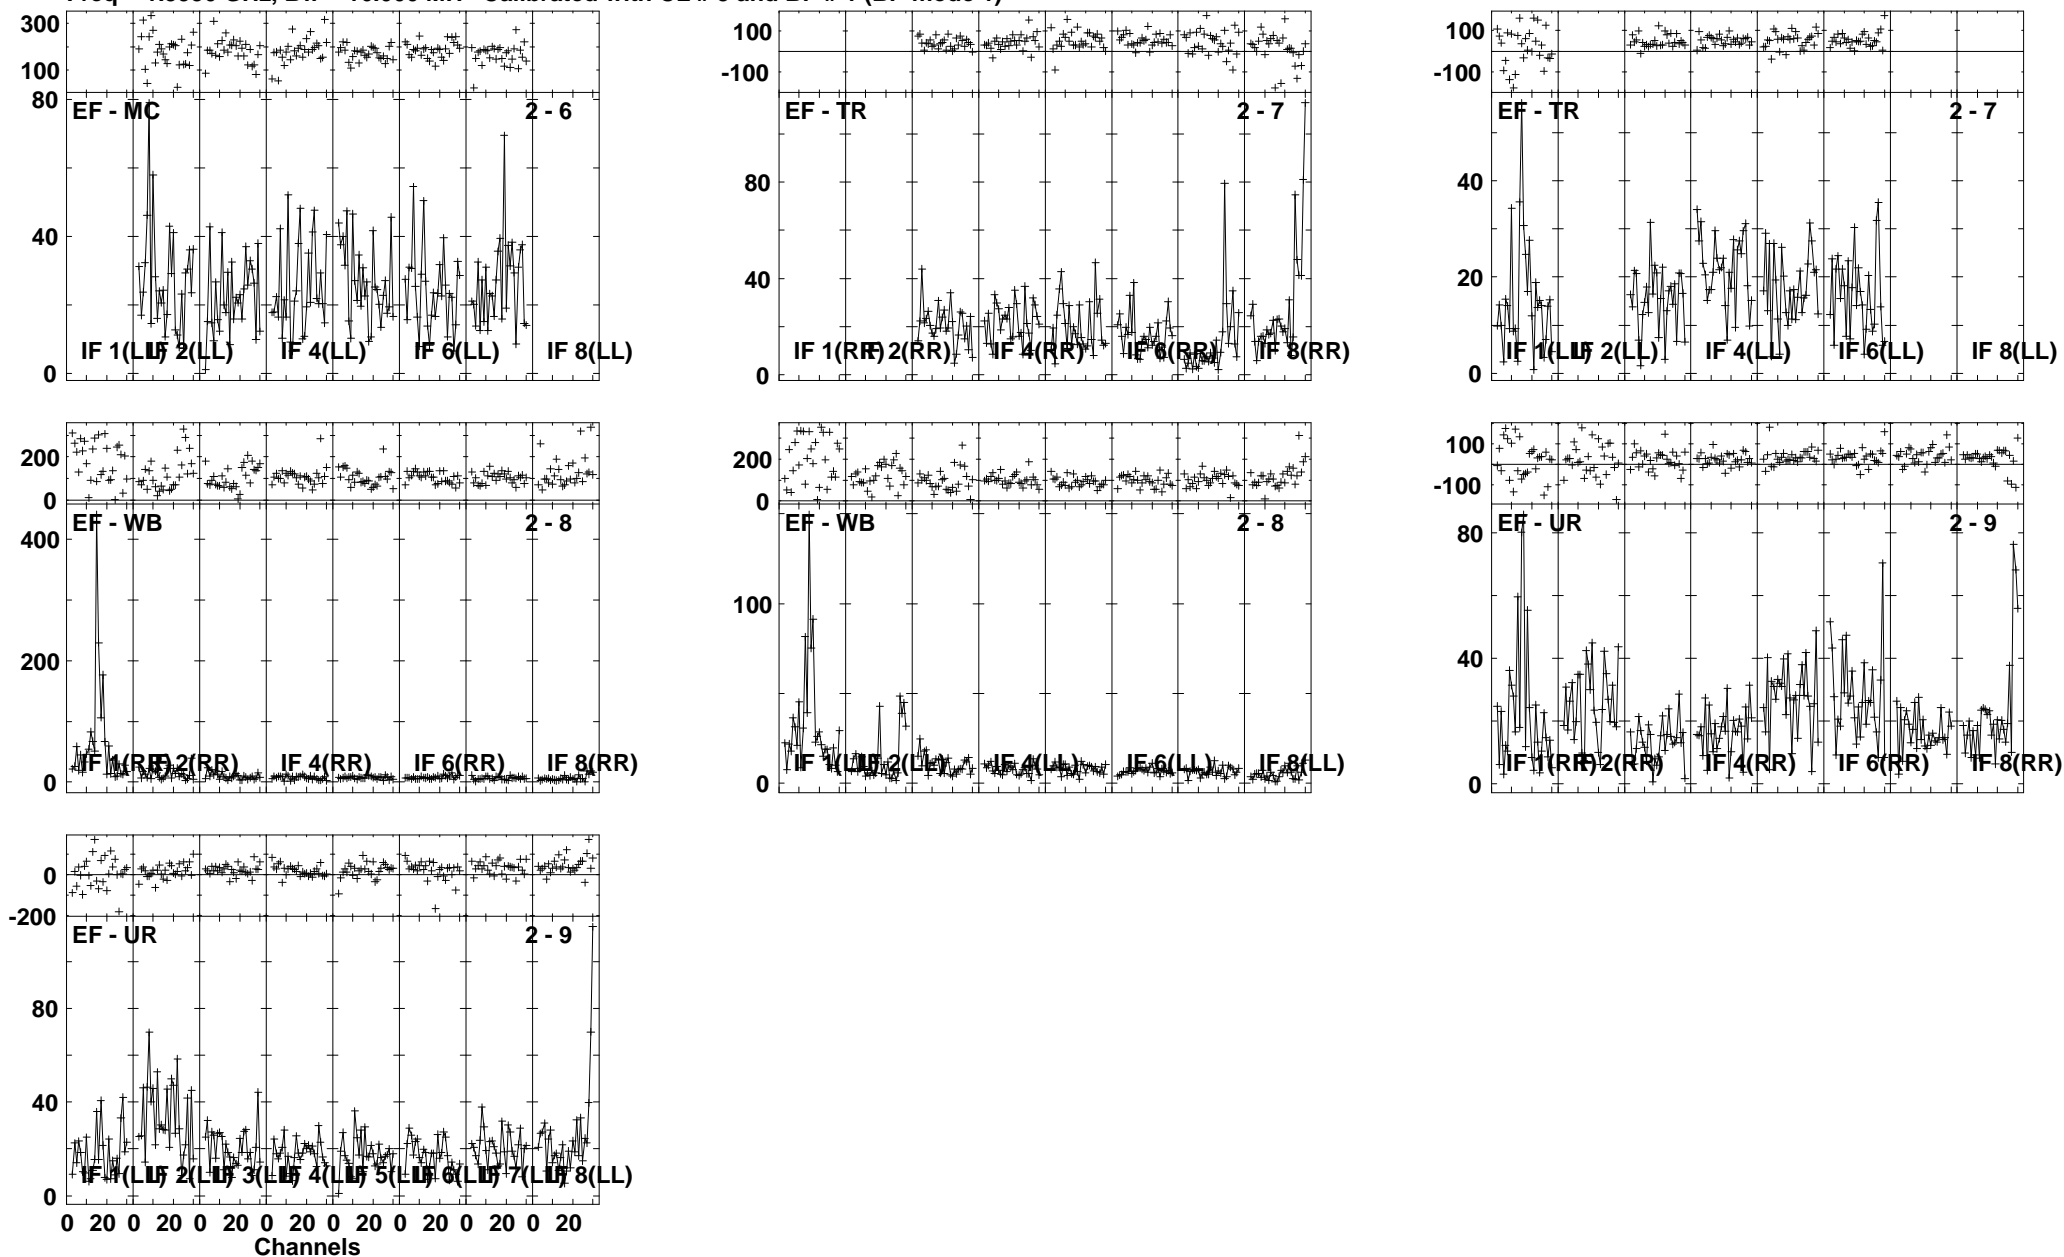 300
100
80
40
0
EF - MC
2 - 6
IF 1(LL)
IF 2(LL)
IF 4(LL)
IF 6(LL)
IF 8(LL)
100
-100
80
40
0
EF - TR
2 - 7
IF 1(RR)
IF 2(RR)
IF 4(RR)
IF 6(RR)
IF 8(RR)
100
-100
40
20
0
EF - TR
2 - 7
IF 1(LL)
IF 2(LL)
IF 4(LL)
IF 6(LL)
IF 8(LL)
200
0
400
200
0
EF - WB
2 - 8
IF 1(RR)
IF 2(RR)
IF 4(RR)
IF 6(RR)
IF 8(RR)
200
0
100
0
EF - WB
2 - 8
IF 1(LL)
IF 2(LL)
IF 4(LL)
IF 6(LL)
IF 8(LL)
100
-100
80
40
0
EF - UR
2 - 9
IF 1(RR)
IF 2(RR)
IF 4(RR)
IF 6(RR)
IF 8(RR)
0
-200
80
40
0
EF - UR
2 - 9
IF 1(LL)
IF 2(LL)
IF 3(LL)
IF 4(LL)
IF 5(LL)
IF 6(LL)
IF 7(LL)
IF 8(LL)
0 20 0 20 0 20 0 20 0 20 0 20 0 20 0 20
Channels